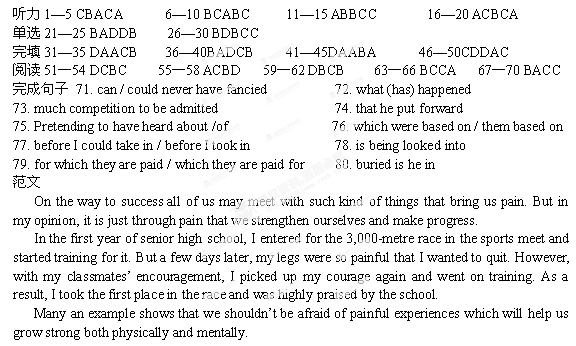 听力 1—5 CBACA 6—10 BCABC 11—15 ABBCC 16—20 ACBCA
单选 21—25 BADDB 26—30 BDBCC
完填 31—35 DAACB 36—40BADCB 41—45DAABA 46—50CDDAC
阅读 51—54 DCBC 55—58 ACBD 59—62 DBCB 63—66 BCCA 67—70 BACC
完成句子 71. can / could never have fancied 72. what (has) happened
73. much competition to be admitted 74. that he put forward
75. Pretending to have heard about /of 76. which were based on / them based on
77. before I could take in / before I took in 78. is being looked into
79. for which they are paid / which they are paid for 80. buried is he in
范文
On the way to success all of us may meet with such kind of things that bring us pain. But in
my opinion, it is just through pain that we strengthen ourselves and make progress.
In the first year of senior high school, I entered for the 3,000-metre race in the sports meet and
started training for it. But a few days later, my legs were so painful that I wanted to quit. However,
with my classmates’ encouragement, I picked up my courage again and went on training. As a
result, I took the first place in the race and was highly praised by the school.
Many an example shows that we shouldn’t be afraid of painful experiences which will help us
grow strong both physically and mentally.